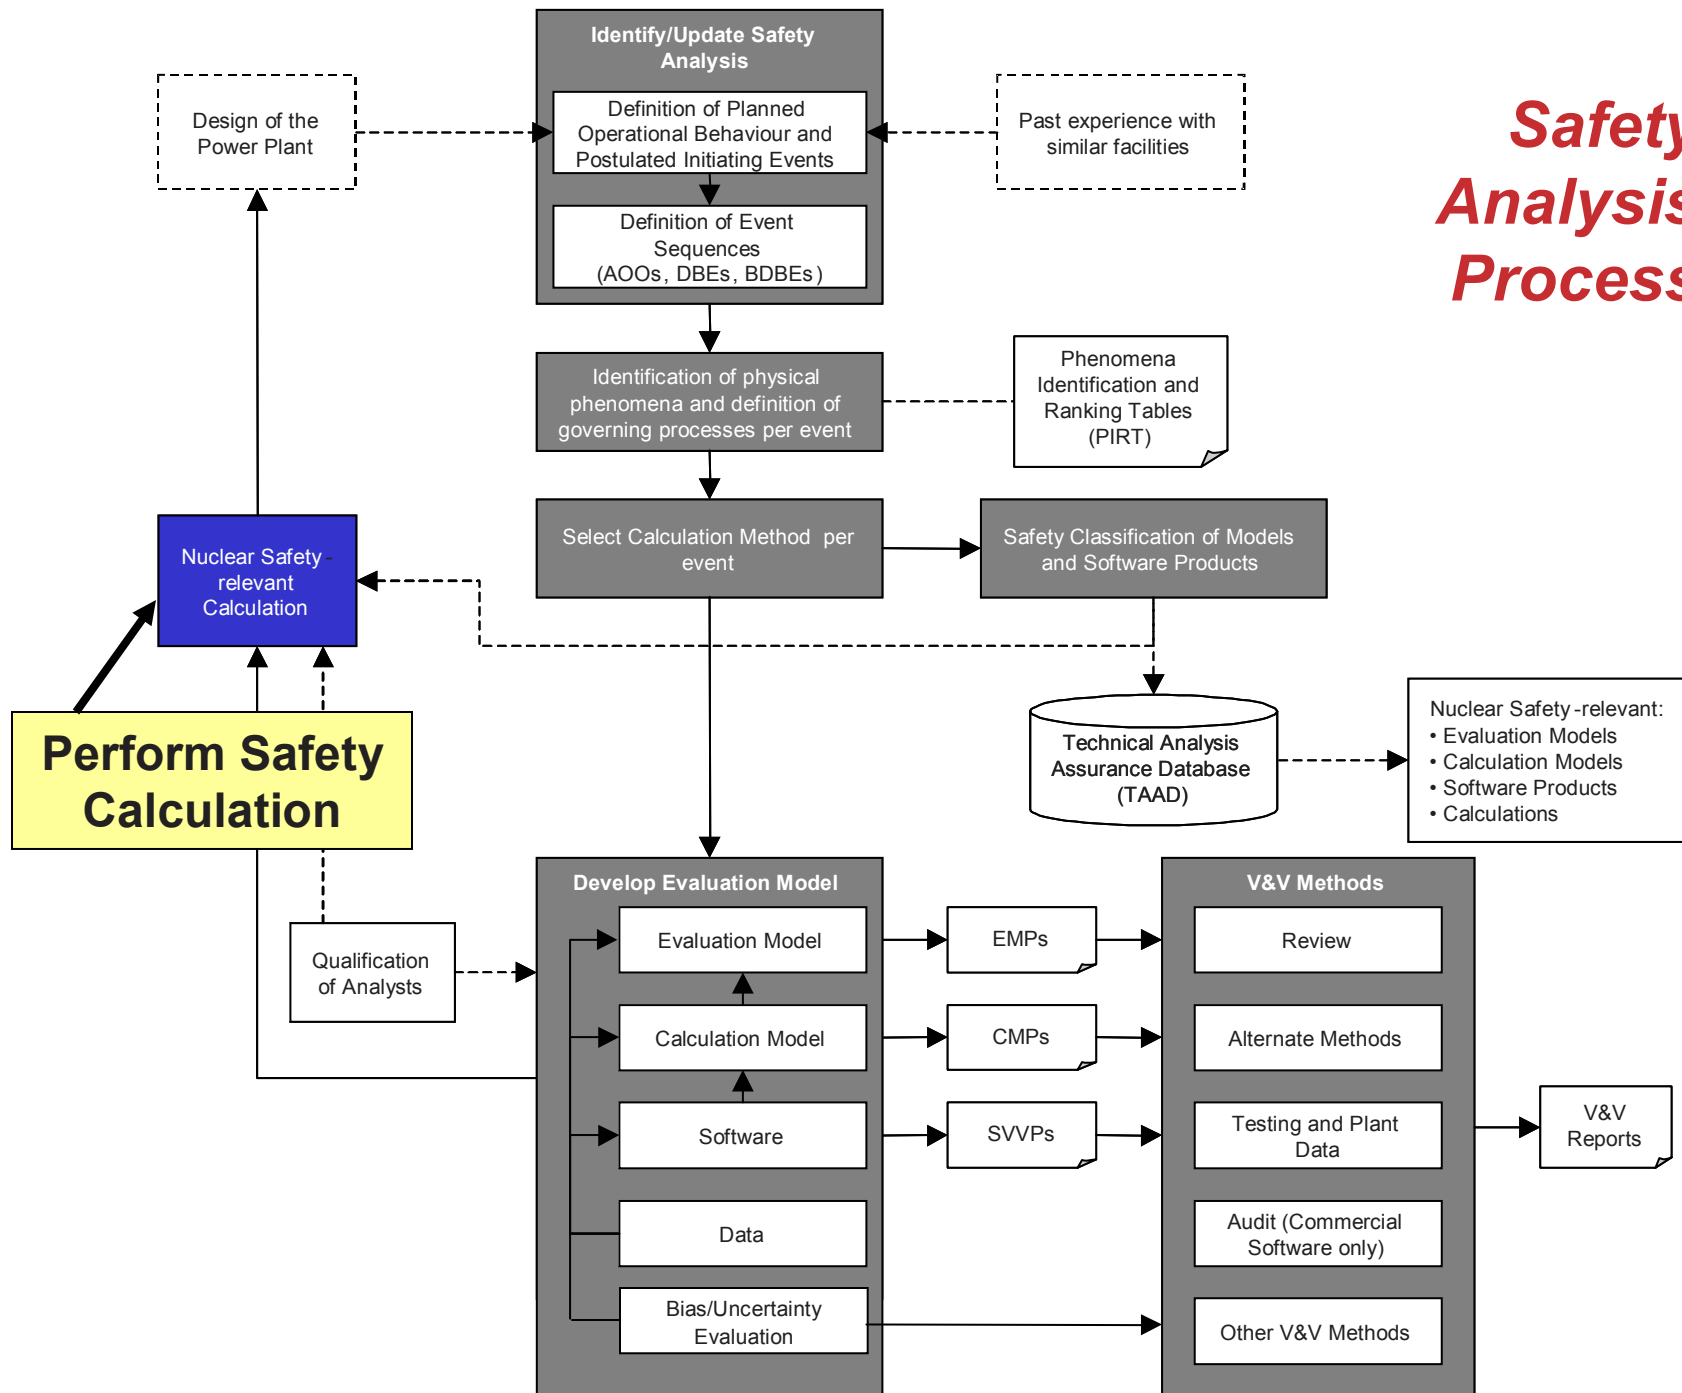 Identify/Update Safety
Analysis
Definition of Planned
Operational Behaviour and
Postulated Initiating Events
Definition of Event
Sequences
(AOOs, DBEs, BDBEs)
Design of the
Power Plant
Past experience with
similar facilities
Safety
Analysis
Process
Identification of physical
phenomena and definition of
governing processes per event
Phenomena
Identification and
Ranking Tables
(PIRT)
Select Calculation Method per
event
Safety Classification of Models
and Software Products
Nuclear Safety-
relevant
Calculation
Perform Safety
Calculation
Technical Analysis
Assurance Database
(TAAD)
Nuclear Safety-relevant:
• Evaluation Models
• Calculation Models
• Software Products
• Calculations
Qualification
of Analysts
Develop Evaluation Model
Evaluation Model
Calculation Model
Software
Data
Bias/Uncertainty
Evaluation
EMPs
CMPs
SVVPs
V&V Methods
Review
Alternate Methods
Testing and Plant
Data
Audit (Commercial
Software only)
Other V&V Methods
V&V
Reports